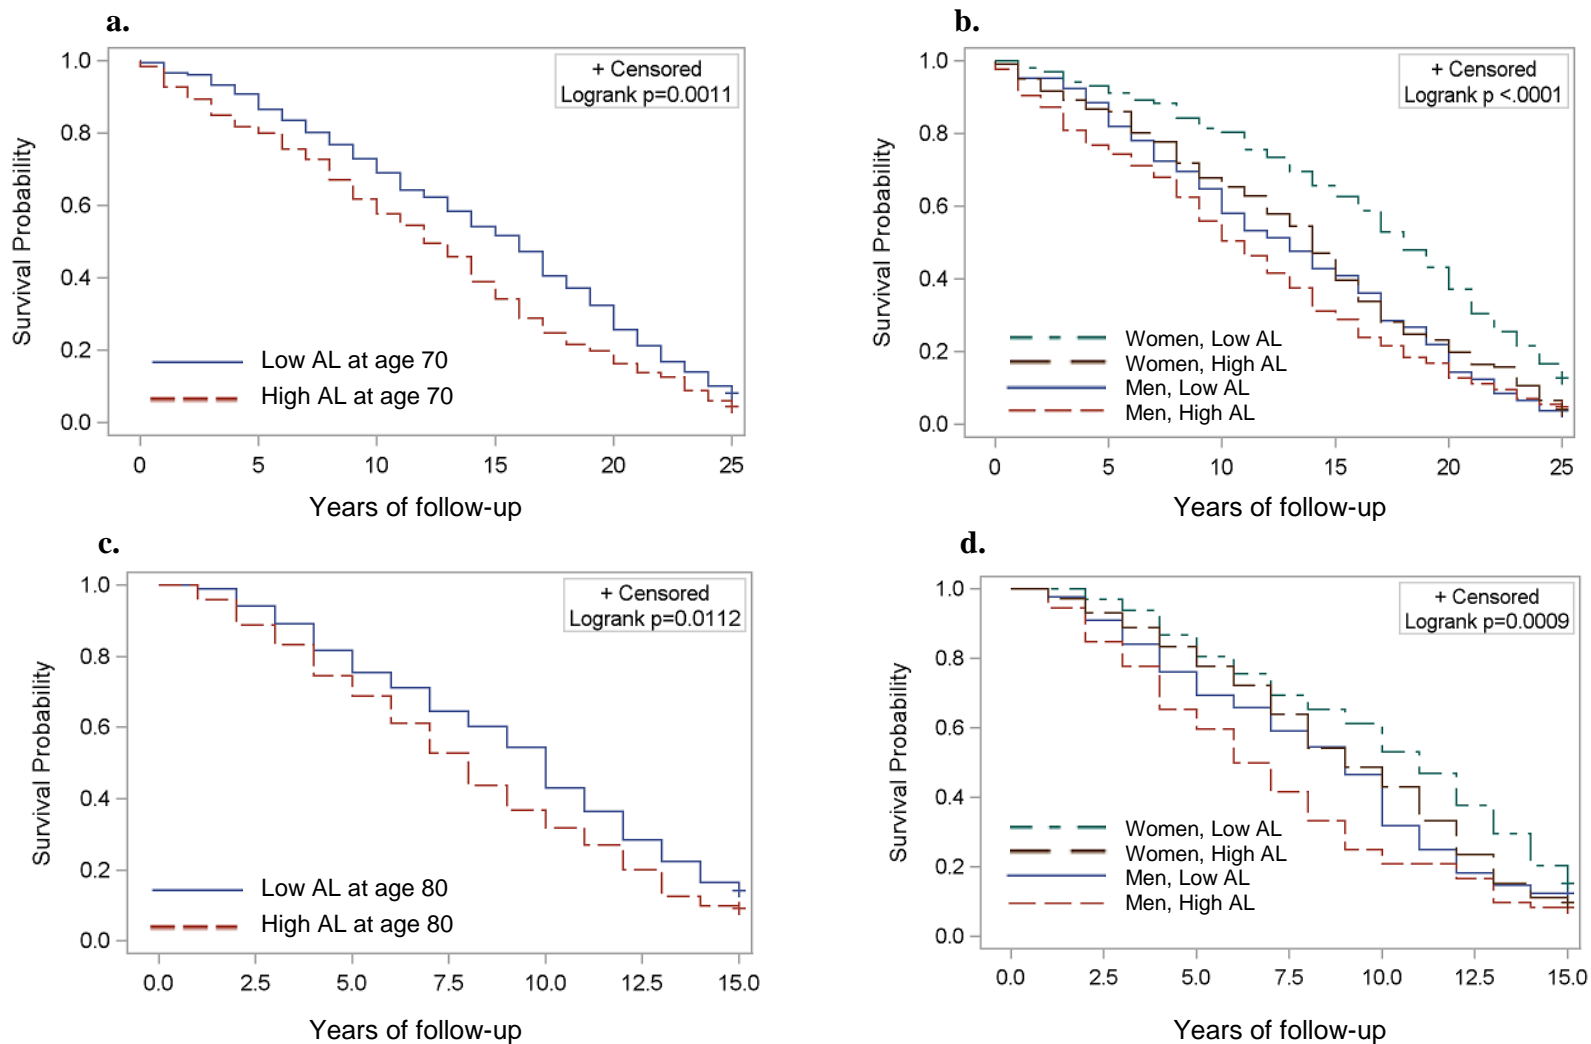 a.
+ Censored
Logrank p=0.0011
1.0
0.8
0.6
0.4
0.2
0.0
Survival Probability
Low AL at age 70
High AL at age 70
0 5 10 15 20 25
Years of follow-up
b.
+ Censored
Logrank p <.0001
1.0
0.8
0.6
0.4
0.2
0.0
Survival Probability
Women, Low AL
Women, High AL
Men, Low AL
Men, High AL
0 5 10 15 20 25
Years of follow-up
c.
+ Censored
Logrank p=0.0112
1.0
0.8
0.6
0.4
0.2
0.0
Survival Probability
Low AL at age 80
High AL at age 80
0.0 2.5 5.0 7.5 10.0 12.5 15.0
Years of follow-up
d.
+ Censored
Logrank p=0.0009
1.0
0.8
0.6
0.4
0.2
0.0
Survival Probability
Women, Low AL
Women, High AL
Men, Low AL
Men, High AL
0.0 2.5 5.0 7.5 10.0 12.5 15.0
Years of follow-up